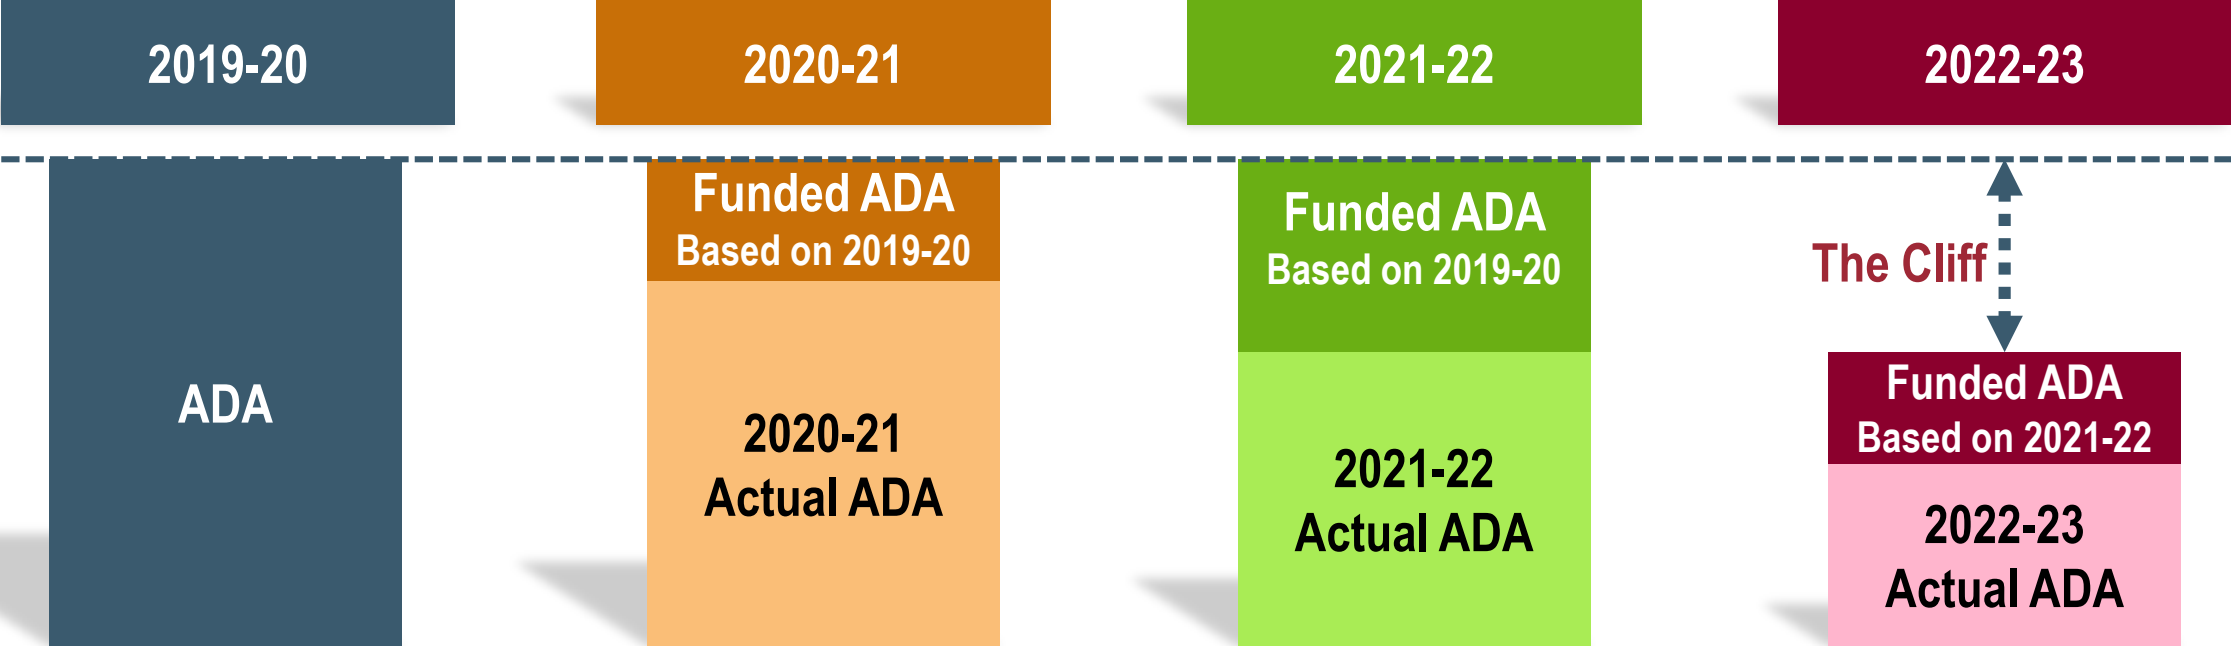 2019-20
2020-21
2021-22
2022-23
ADA
Funded ADA
Based on 2019-20
2020-21
Actual ADA
Funded ADA
Based on 2019-20
2021-22
Actual ADA
The Cliff
Funded ADA
Based on 2021-22
2022-23
Actual ADA